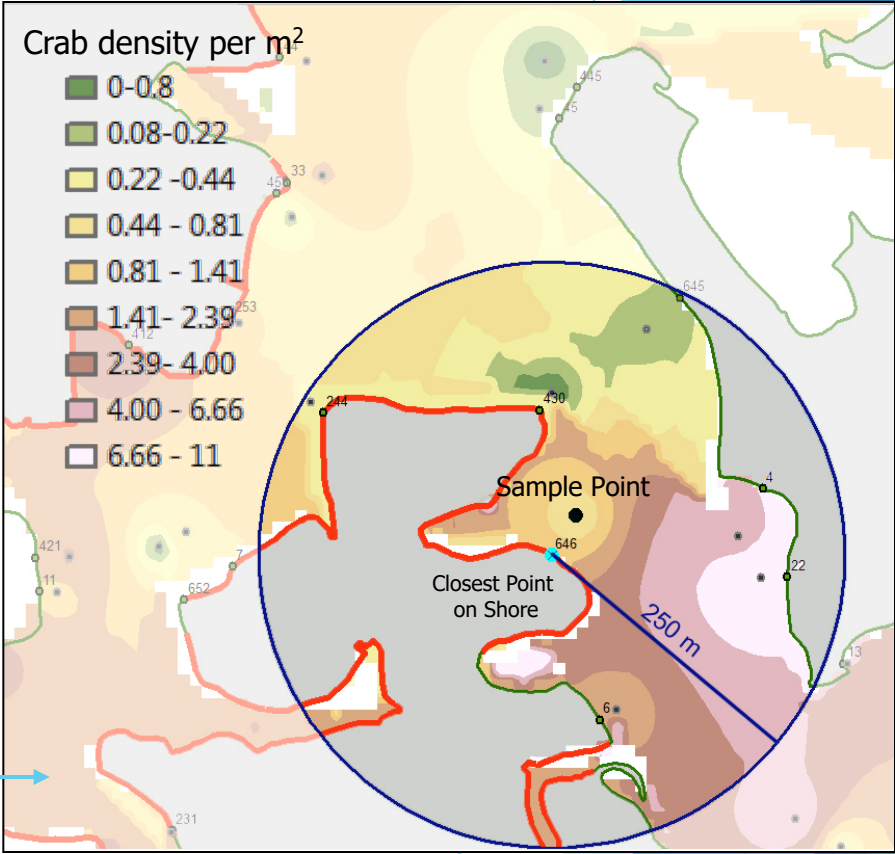 Crab density per m2
0-0.8
0.08-0.22
0.22 -0.44
0.44 - 0.81
0.81 - 1.41
1.41- 2.39
2.39- 4.00
4.00 - 6.66
6.66 - 11
44
445
45
33
45
253
412
645
244
430
Sample Point
4
646
421
7
11
652
22
Closest Point
on Shore
250 m
13
6
231